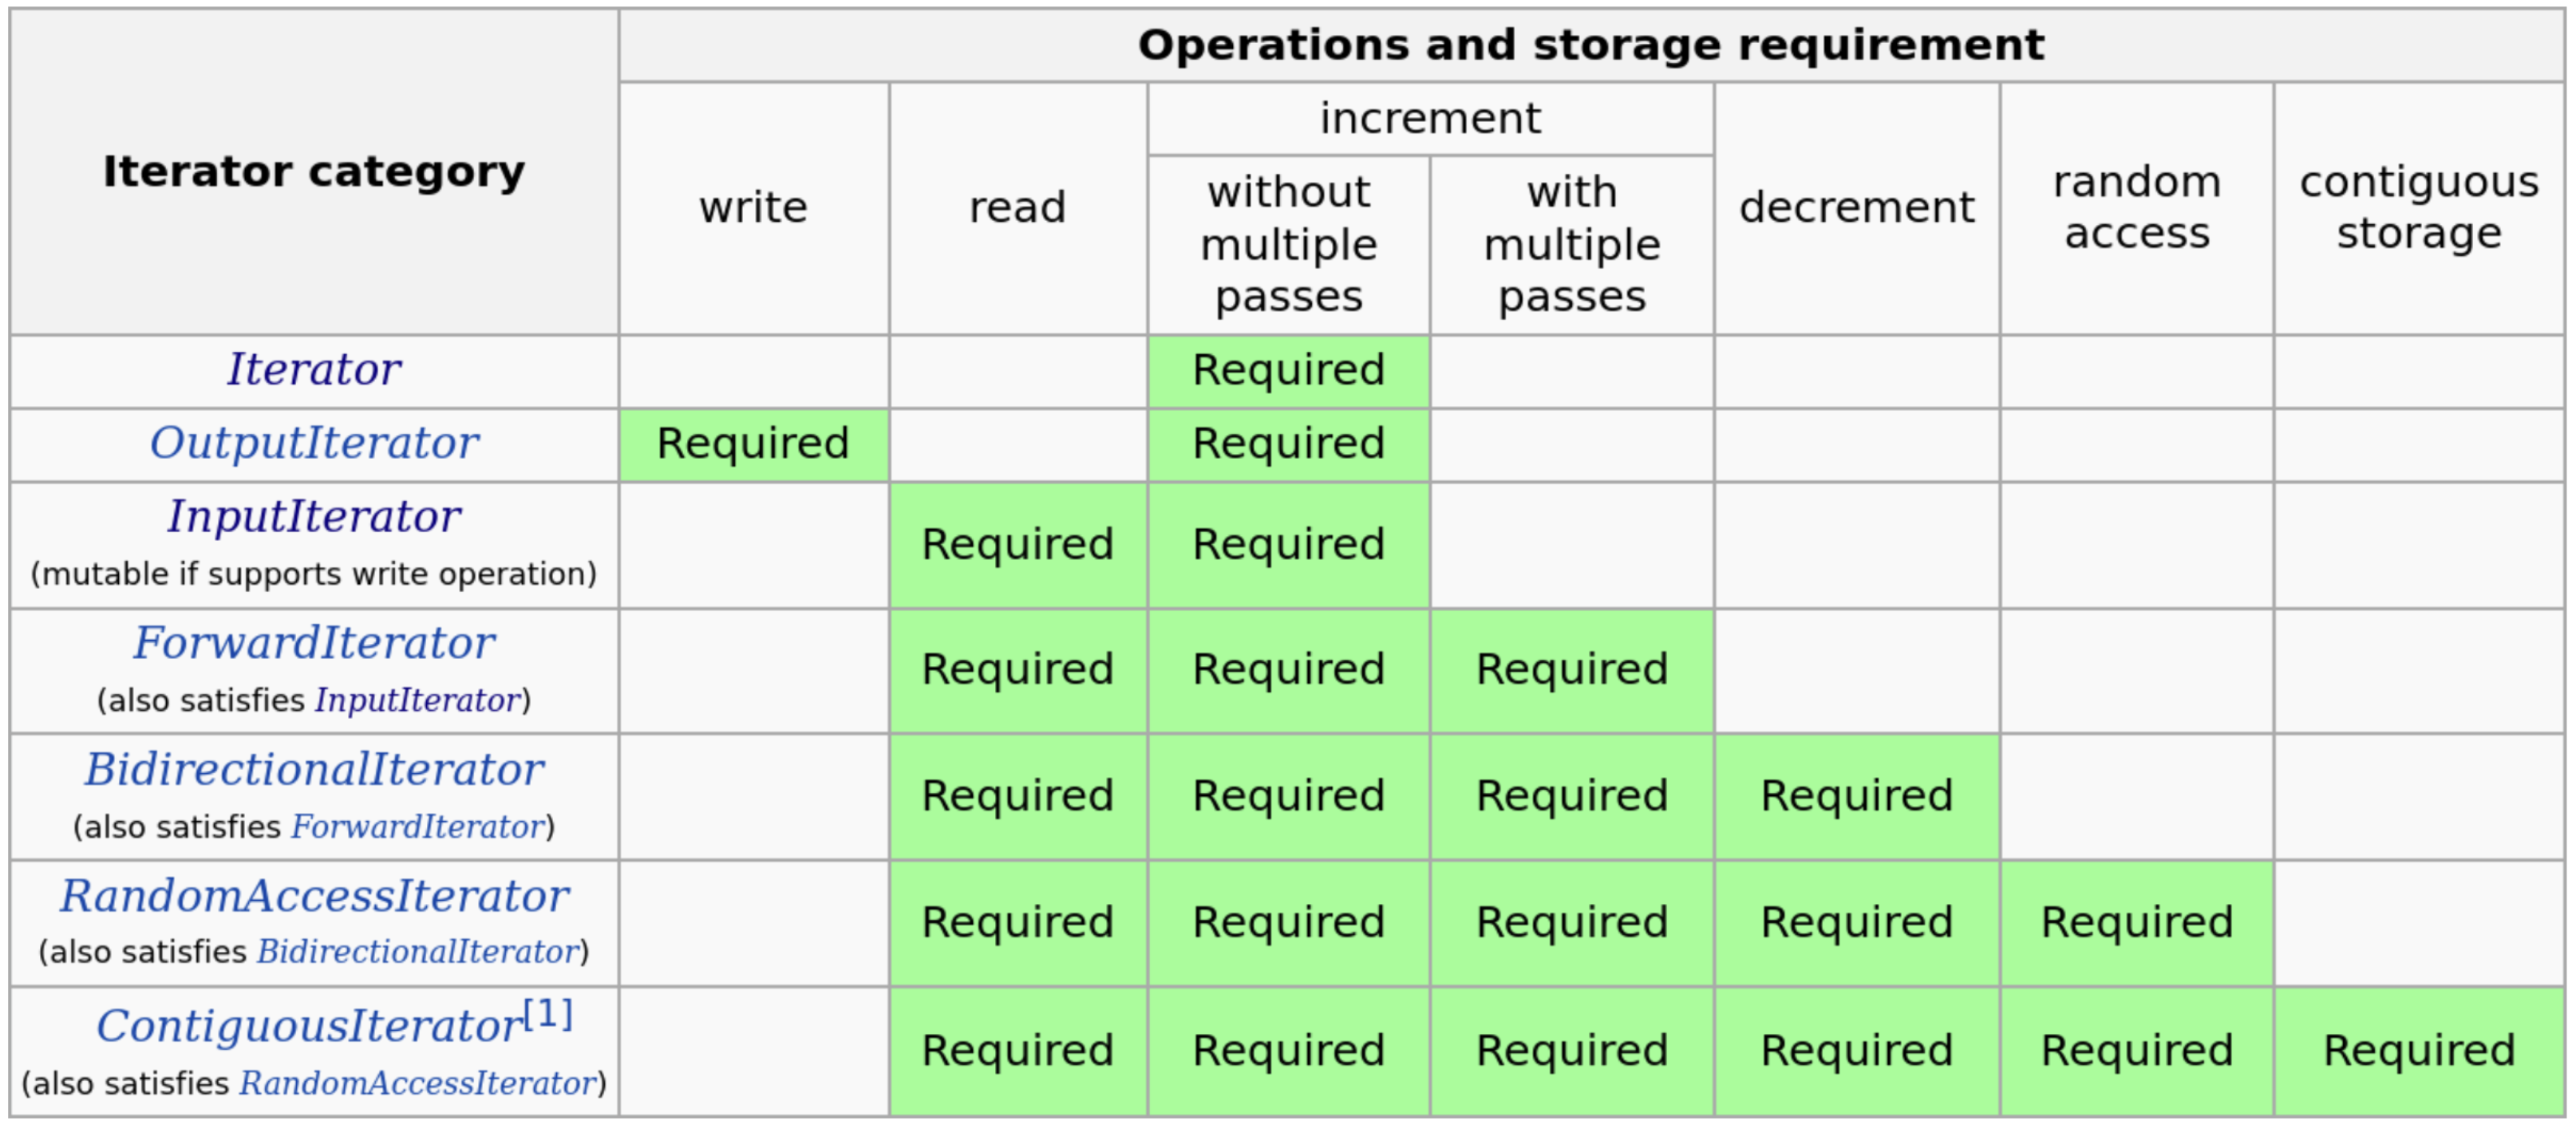 Iterator category
Operations and storage requirement
write
read
increment
without
multiple
passes
with
multiple
passes
decrement
random
access
contiguous
storage
Iterator
Required
OutputIterator
Required
Required
InputIterator
(mutable if supports write operation)
Required
Required
ForwardIterator
(also satisfies InputIterator)
Required
Required
Required
BidirectionalIterator
(also satisfies ForwardIterator)
Required
Required
Required
Required
RandomAccessIterator
(also satisfies BidirectionalIterator)
Required
Required
Required
Required
Required
ContiguousIterator[1]
(also satisfies RandomAccessIterator)
Required
Required
Required
Required
Required
Required